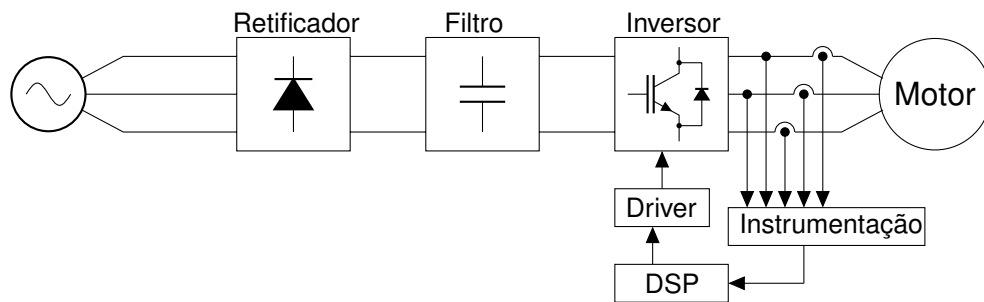 Retificador
Filtro
Inversor
Motor
Driver
Instrumentação
DSP